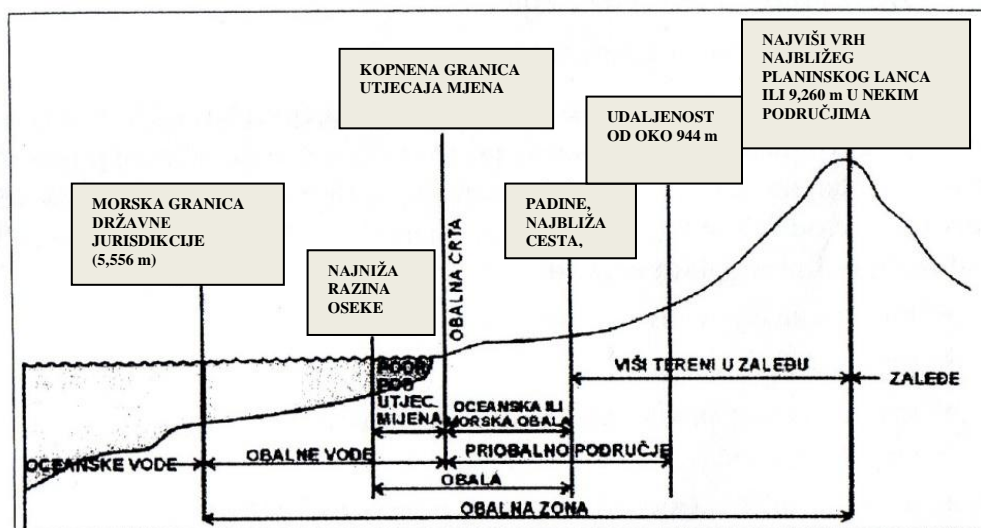 NAJVIŠI VRH
NAJBLIŽEG
PLANINSKOG LANCA
ILI 9,260 m U NEKIM
PODRUČJIMA
KOPNENA GRANICA
UTJECAJA MJENA
UDALJENOST
OD OKO 944 m
MORSKA GRANICA
DRŽAVNE
JURISDIKCIJE
(5,556 m)
PADINE,
NAJBLIŽA
CESTA,
NAJNIŽA
RAZINA
OSEKE
OBALNA CRTA
VIŠI TERENI U ZALEĐU
ZALEĐE
PODR.
POD
UTJEC.
MIJENA
OCEANSKA ILI
MORSKA OBALA
OCEANSKE VODE
OBALNE VODE
PRIOBALNO PODRUČJE
OBALA
OBALNA ZONA